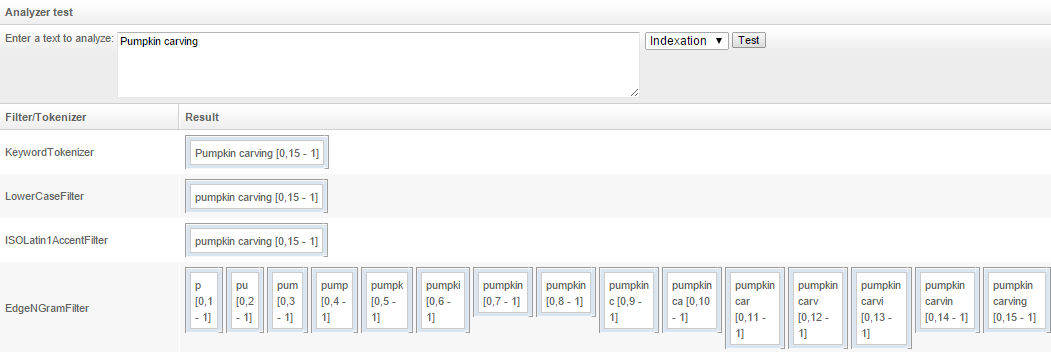 Analyzer test
Enter a text to analyze: Pumpkin carving Indexation ▼ Test
Filter/Tokenizer Result
KeywordTokenizer Pumpkin carving [0,15 - 1]
LowerCaseFilter pumpkin carving [0,15 - 1]
ISOLatin1AccentFilter pumpkin carving [0,15 - 1]
EdgeNGramFilter
p
[0,1
- 1]
pu
[0,2
- 1]
pum
[0,3
- 1]
pump
[0,4 -
1]
pumpk
[0,5 -
1]
pumpki
[0,6 -
1]
pumpkin
[0,7 - 1]
pumpkin
[0,8 - 1]
pumpkin
c [0,9 -
1]
pumpkin
ca [0,10
- 1]
pumpkin
car
[0,11 -
1]
pumpkin
carv
[0,12 -
1]
pumpkin
carvi
[0,13 -
1]
pumpkin
carvin
[0,14 - 1]
pumpkin
carving
[0,15 - 1]